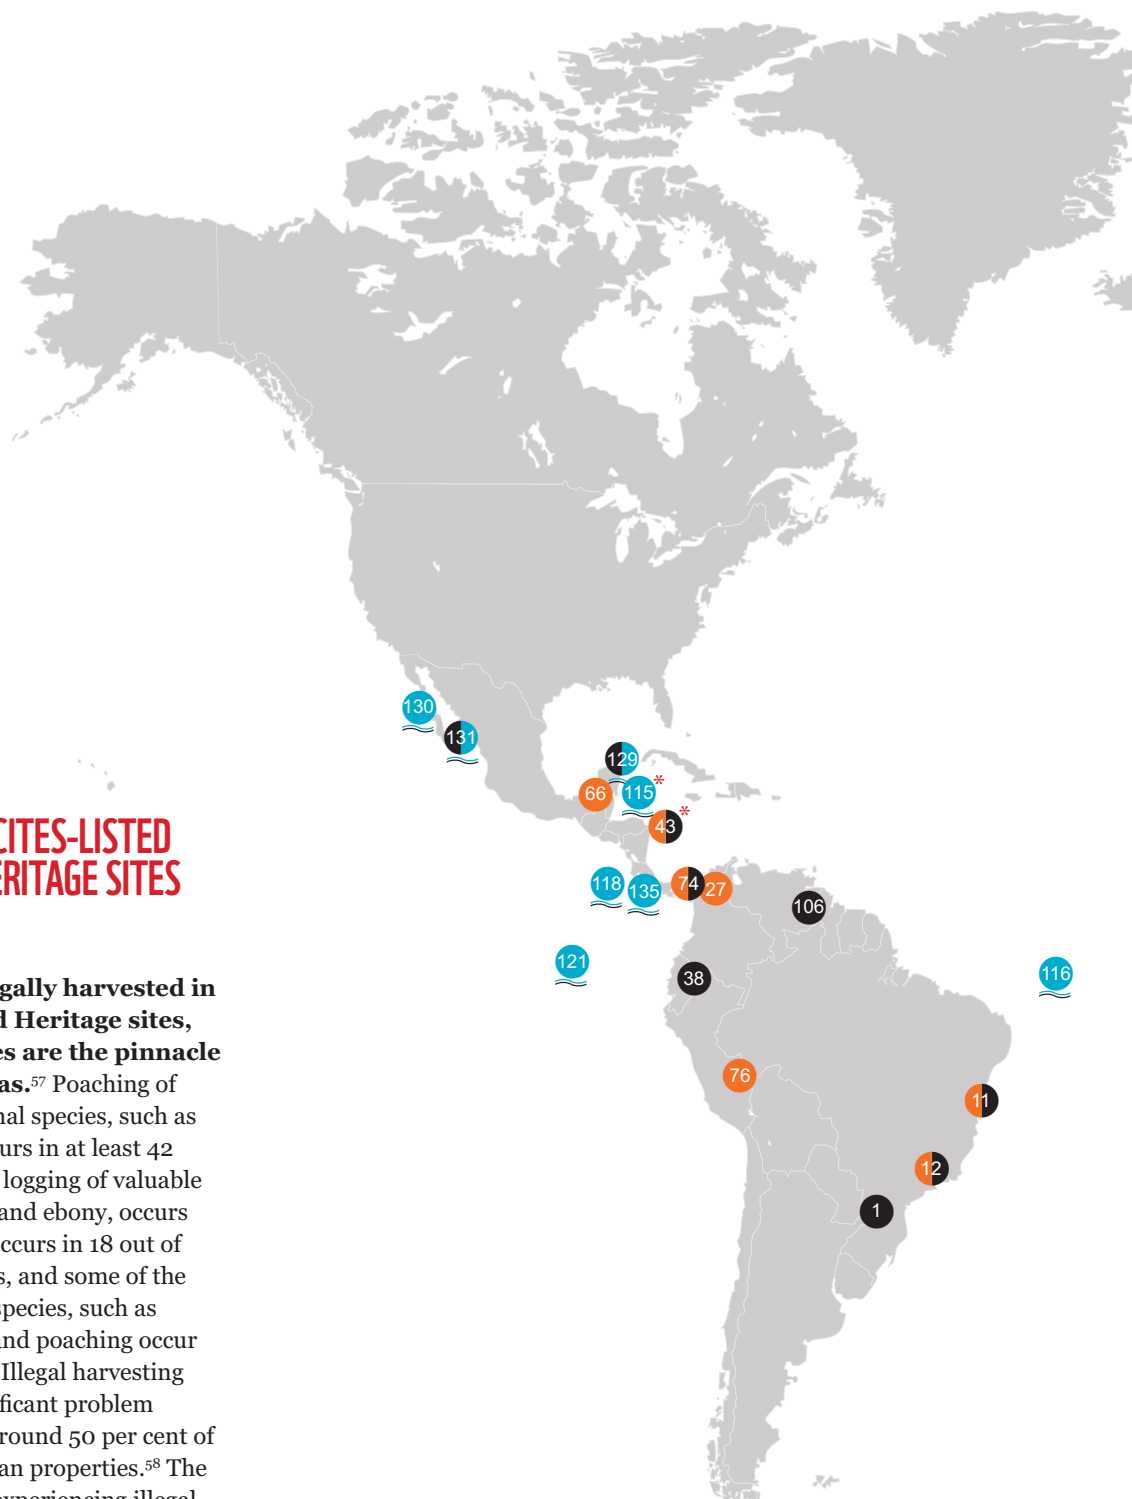 130
131
129
66
115
*
43
*
CITES-LISTED
ERITAGE SITES
118
135
74
27
106
121
38
116
gally harvested in
d Heritage sites,
es are the pinnacle
as.57 Poaching of
nal species, such as
urs in at least 42
logging of valuable
and ebony, occurs
ccurs in 18 out of
s, and some of the
species, such as
and poaching occur
Illegal harvesting
ficant problem
round 50 per cent of
an properties.58 The
experiencing illegal
76
11
12
1